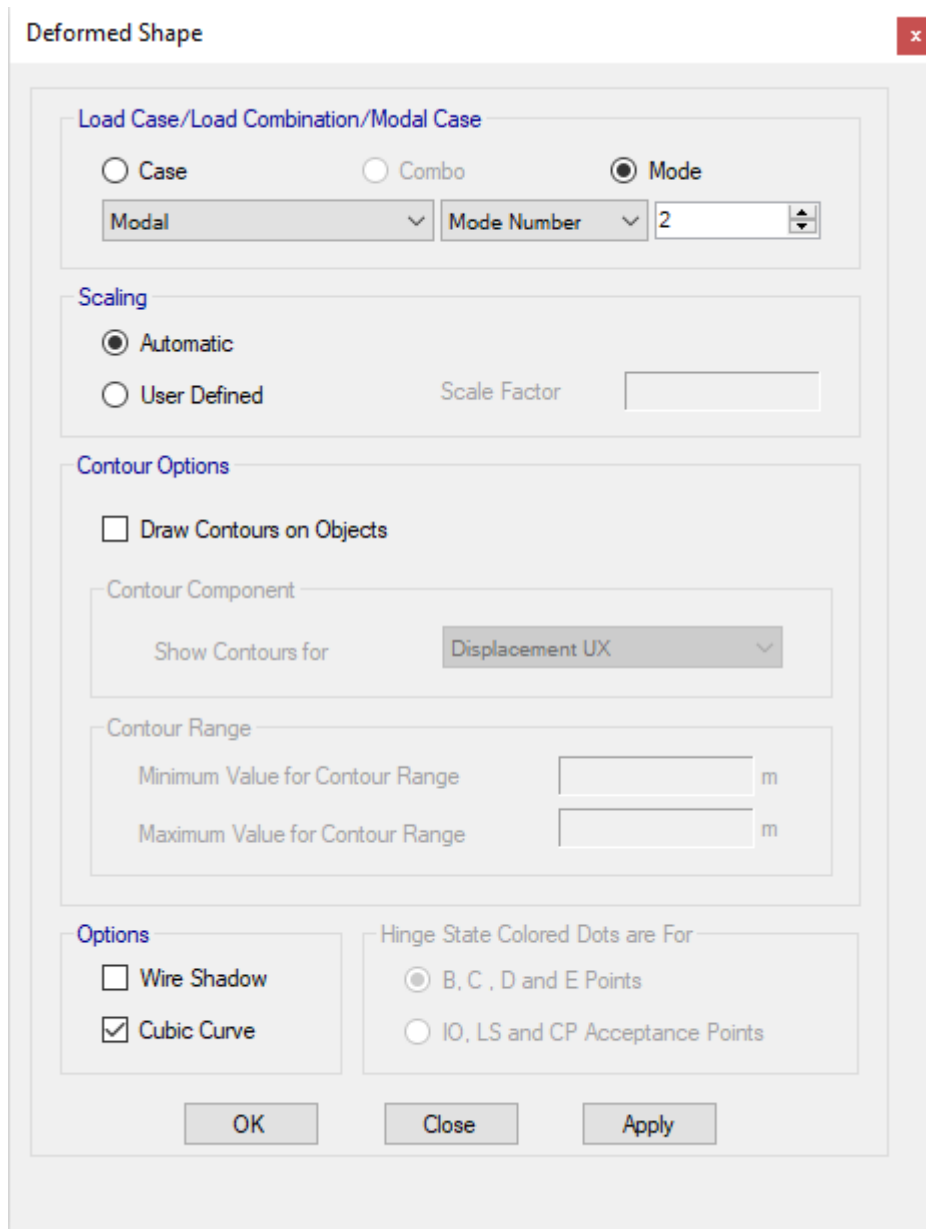 Deformed Shape
x
Load Case/Load Combination/Modal Case
Case Combo Mode
Modal Mode Number 2
Scaling
Automatic
User Defined Scale Factor
Contour Options
Draw Contours on Objects
Contour Component
Show Contours for Displacement UX
Contour Range
Minimum Value for Contour Range m
Maximum Value for Contour Range m
Options
Wire Shadow
Cubic Curve
Hinge State Colored Dots are For
B, C , D and E Points
IO, LS and CP Acceptance Points
OK Close Apply